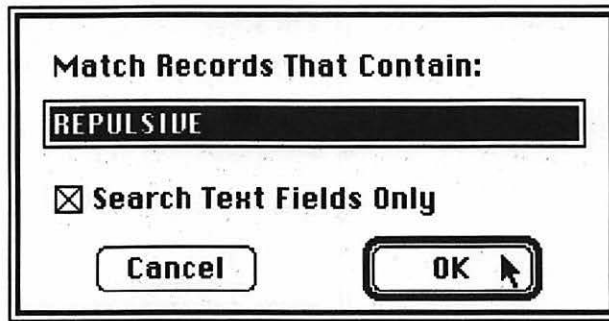 Match Records That Contain:
REPULSIVE
Search Text Fields Only
Cancel
OK